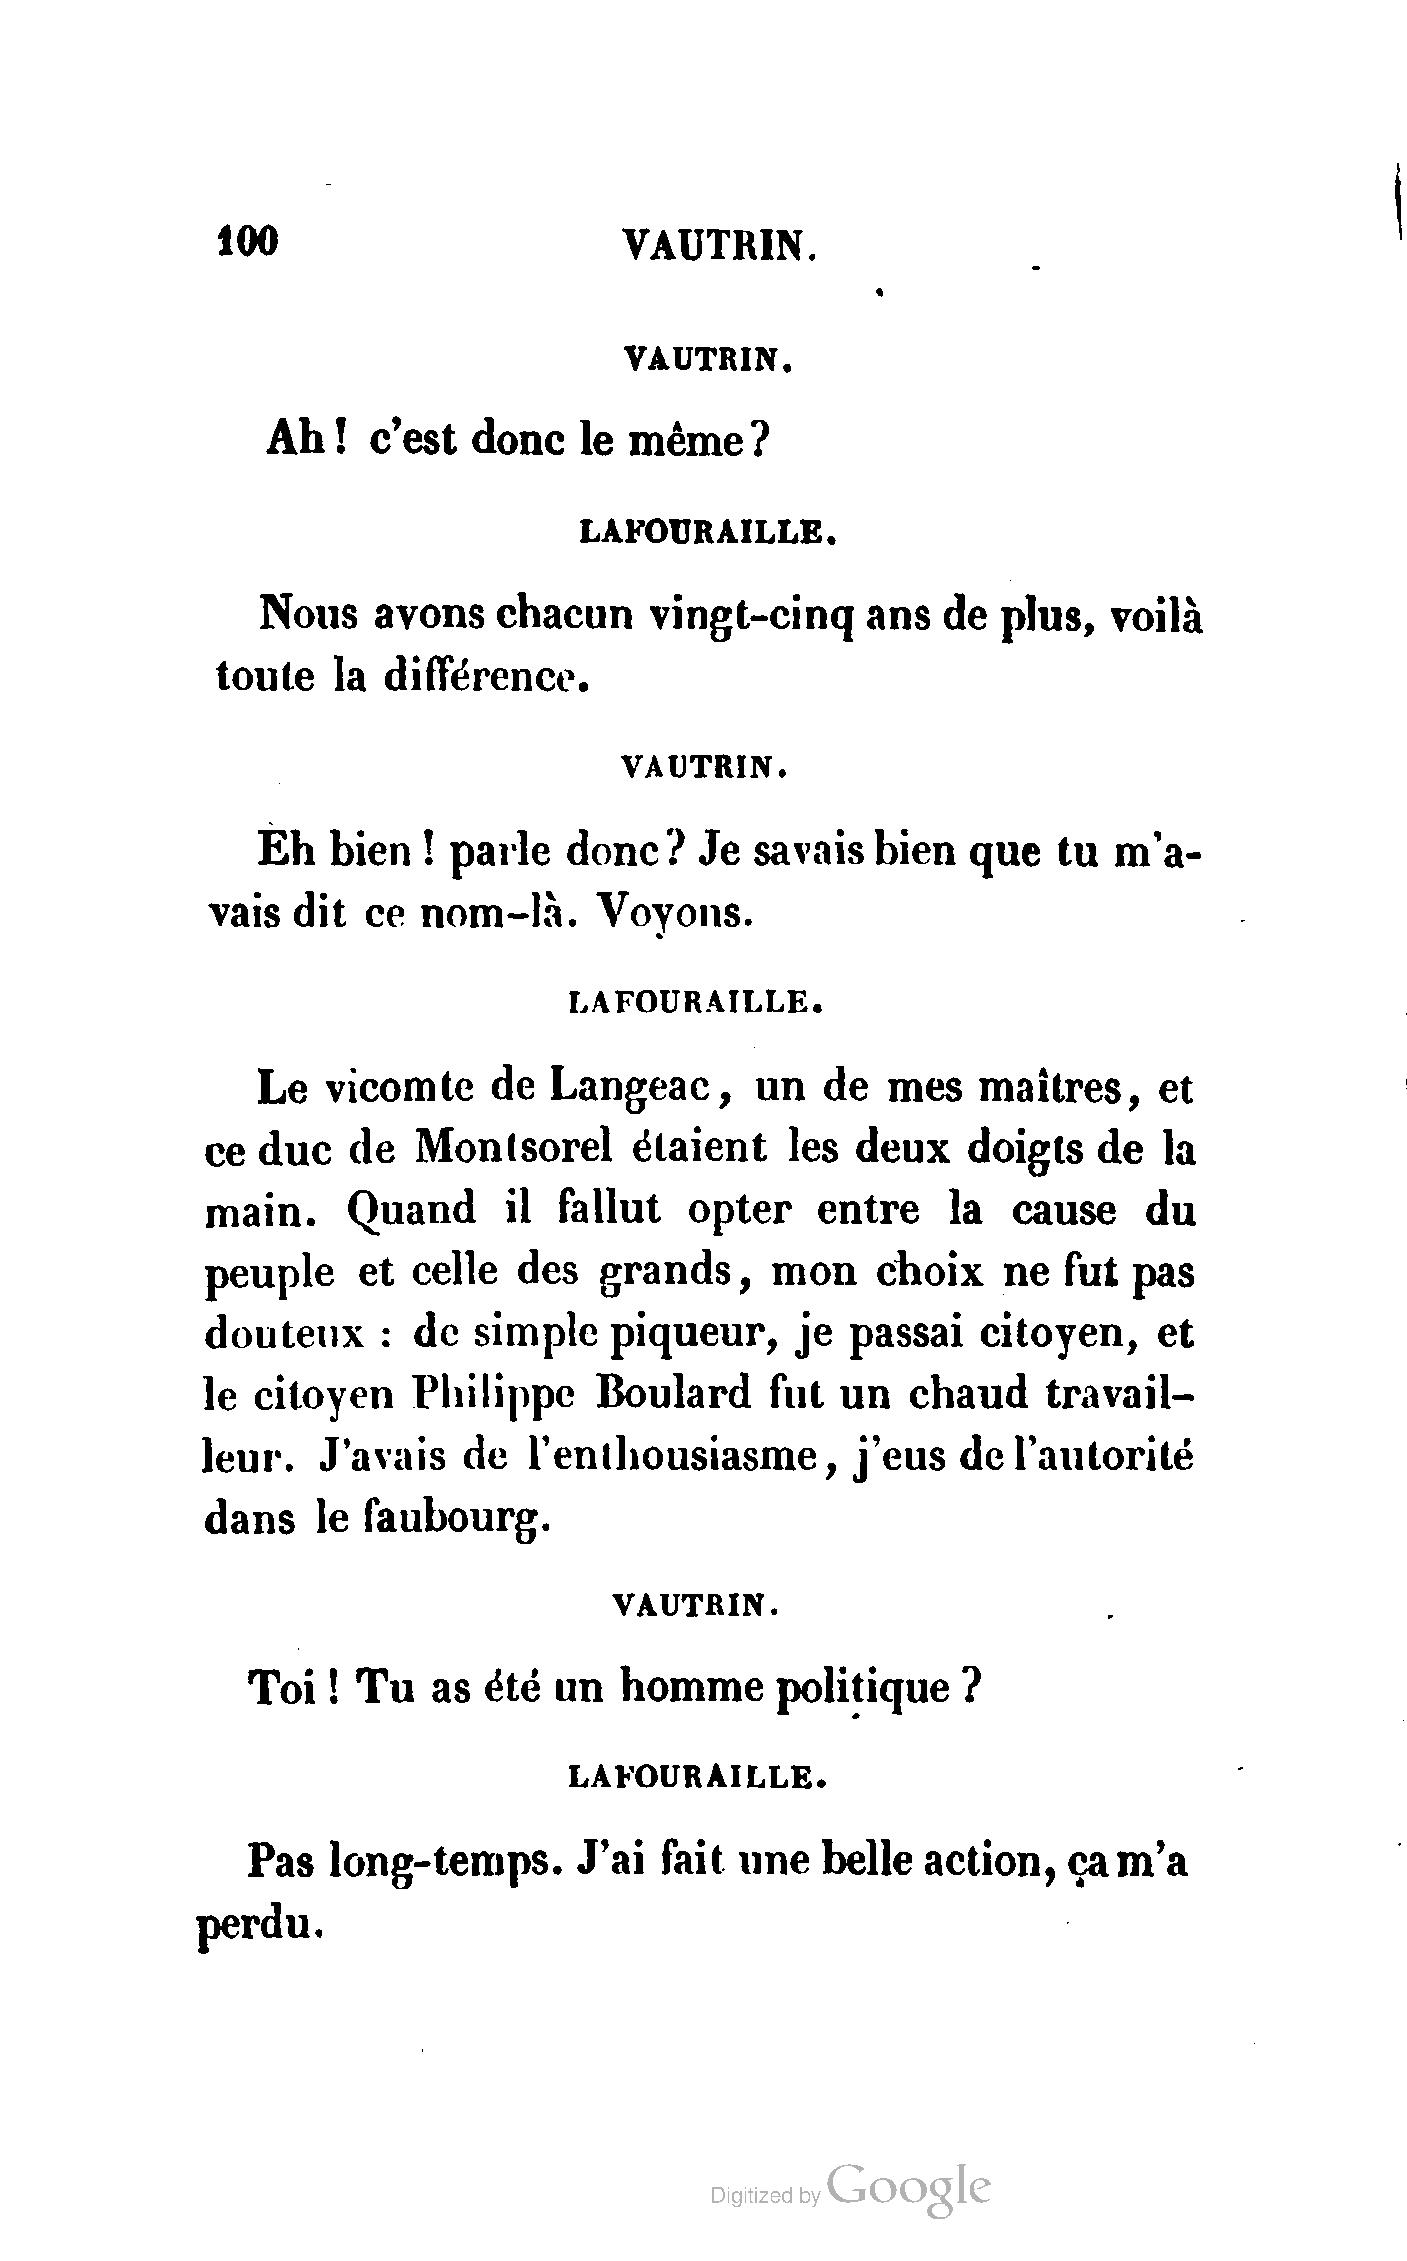 100 VAUTRIN.
VAUTRIN.
Ah ! c'est donc le même ?
LAFOURAILLE.
Nous avons chacun vingt-cinq ans de plus, voilà
toute la différence.
VAUTRIN.
Eh bien ! parle donc ? Je savais bien que tu m'a-
vais dit ce nom-là. Voyons.
LAFOURAILLE.
Le vicomte de Langeac, un de mes maîtres, et
ce duc de Montsorel étaient les deux doigts de la
main. Quand il fallut opter entre la cause du
peuple et celle des grands, mon choix ne fut pas
douteux : de simple piqueur, je passai citoyen, et
le citoyen Philippe Boulard fut un chaud travail-
leur. J'avais de l'enthousiasme, j'eus de l'autorité
dans le faubourg.
VAUTRIN.
Toi ! Tu as été un homme politique ?
LAFOURAILLE.
Pas long-temps. J'ai fait une belle action, ça m'a
perdu.
Digitized by Google